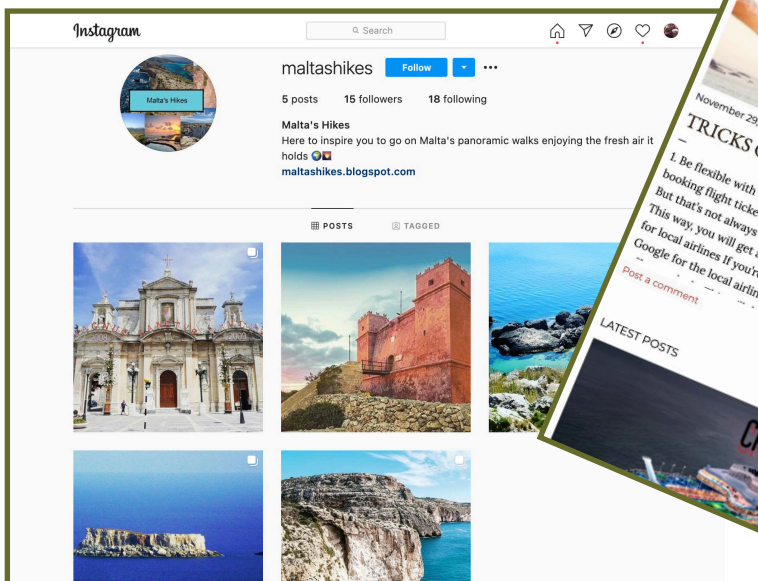 Instagram
Search
maltashikes Follow
5 posts 15 followers 18 following
Malta's Hikes
Malta's Hikes
Here to inspire you to go on Malta's panoramic walks enjoying the fresh air it
holds
maltashikes.blogspot.com
POSTS TAGGED
November 29,
TRICKS
1. Be flexible with
booking flight ticke
But that's not always
This way, you will get a
for local airlines If you're
Google for the local airlin
Post a comment
LATEST POSTS